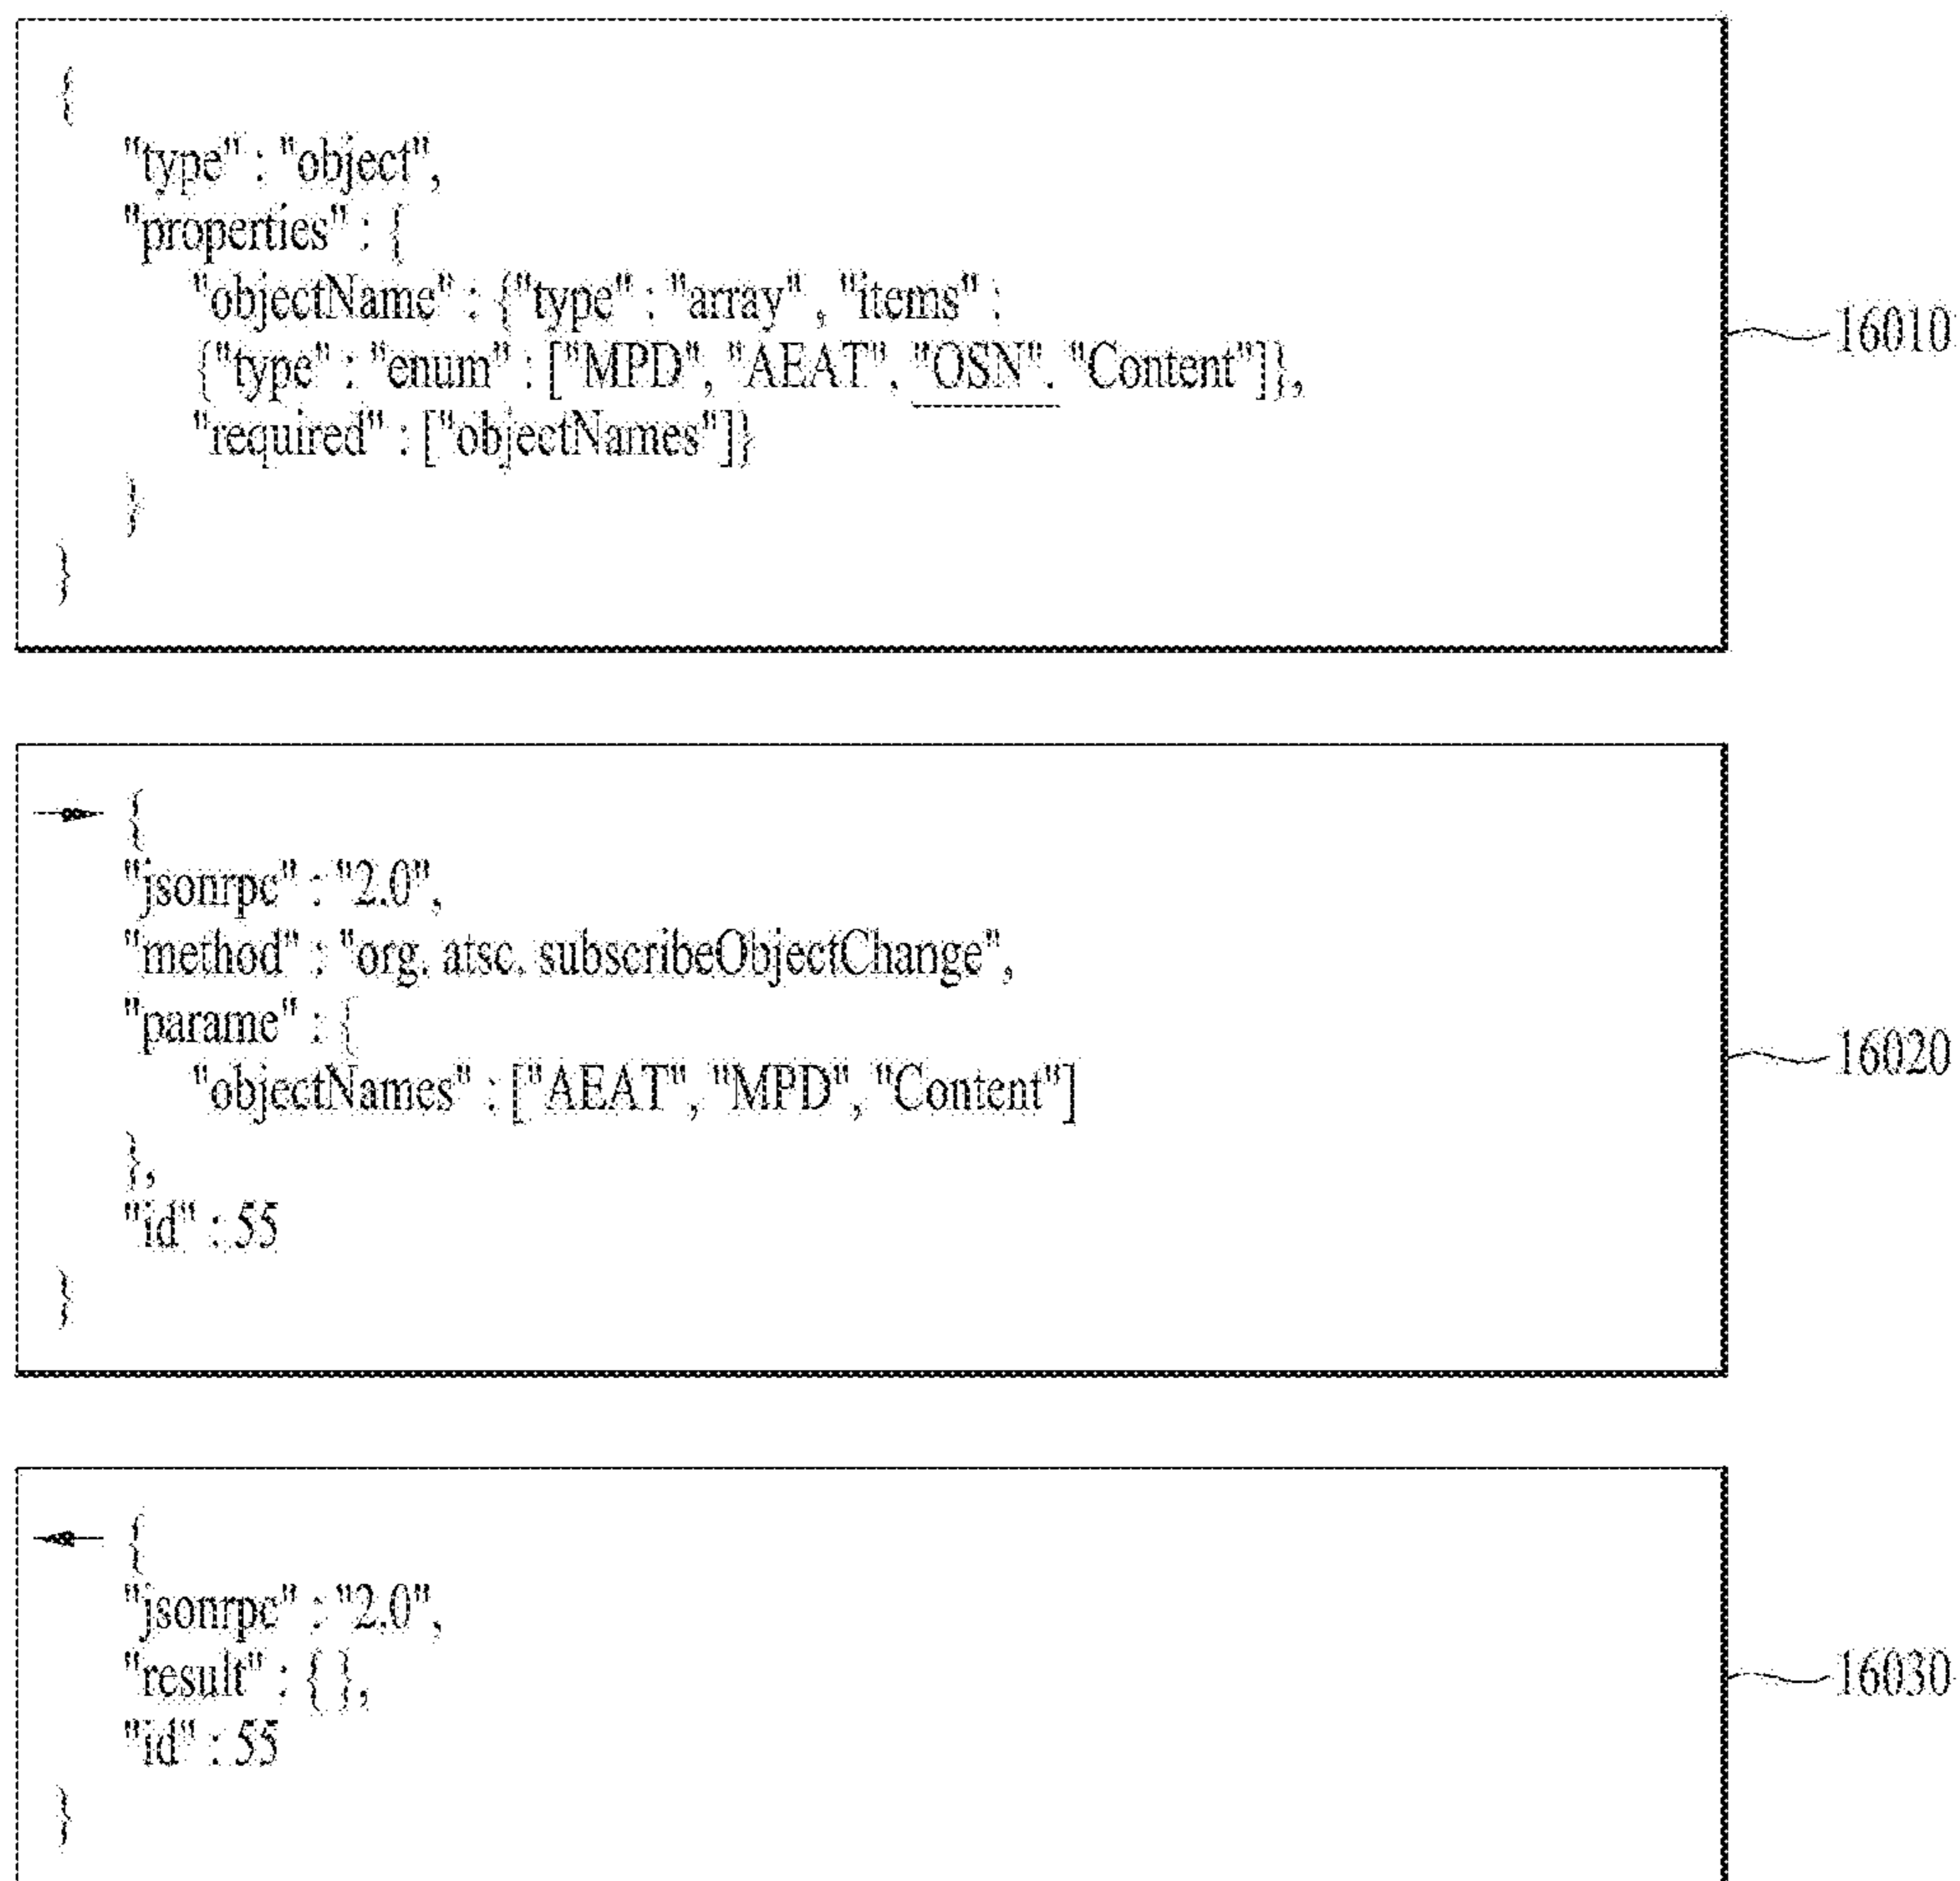 {
"type" : "object",
"properties" : {
"objectName" : {"type" : "array" , "items" :
{"type" : "enum" : ["MPD", "AEAT", "OSN", "Content"]},
"required" : ["objectNames"]}
}
}
16010
{
"jsonrpc" : "2.0",
"method" : "org. atsc. subscribeObjectChange",
"parame" : {
"objectNames" : ["AEAT", "MPD", "Content"]
},
"id" : 55
}
16020
{
"jsonrpc" : "2.0",
"result" : { },
"id" : 55
}
16030